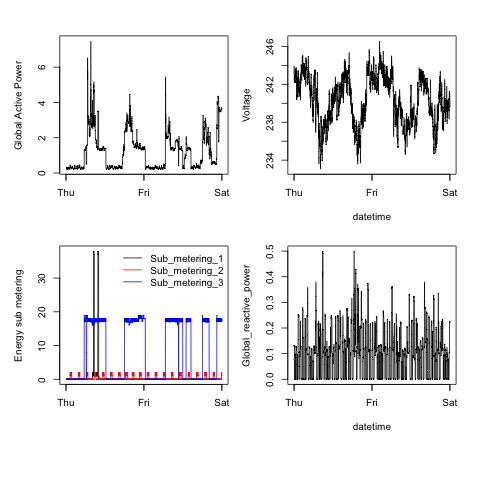 Global Active Power
0 2 4 6
Thu Fri Sat
Voltage
234 238 242 246
Thu Fri Sat
datetime
Energy sub metering
0 10 20 30
Sub_metering_1
Sub_metering_2
Sub_metering_3
Thu Fri Sat
Global_reactive_power
0.0 0.1 0.2 0.3 0.4 0.5
Thu Fri Sat
datetime